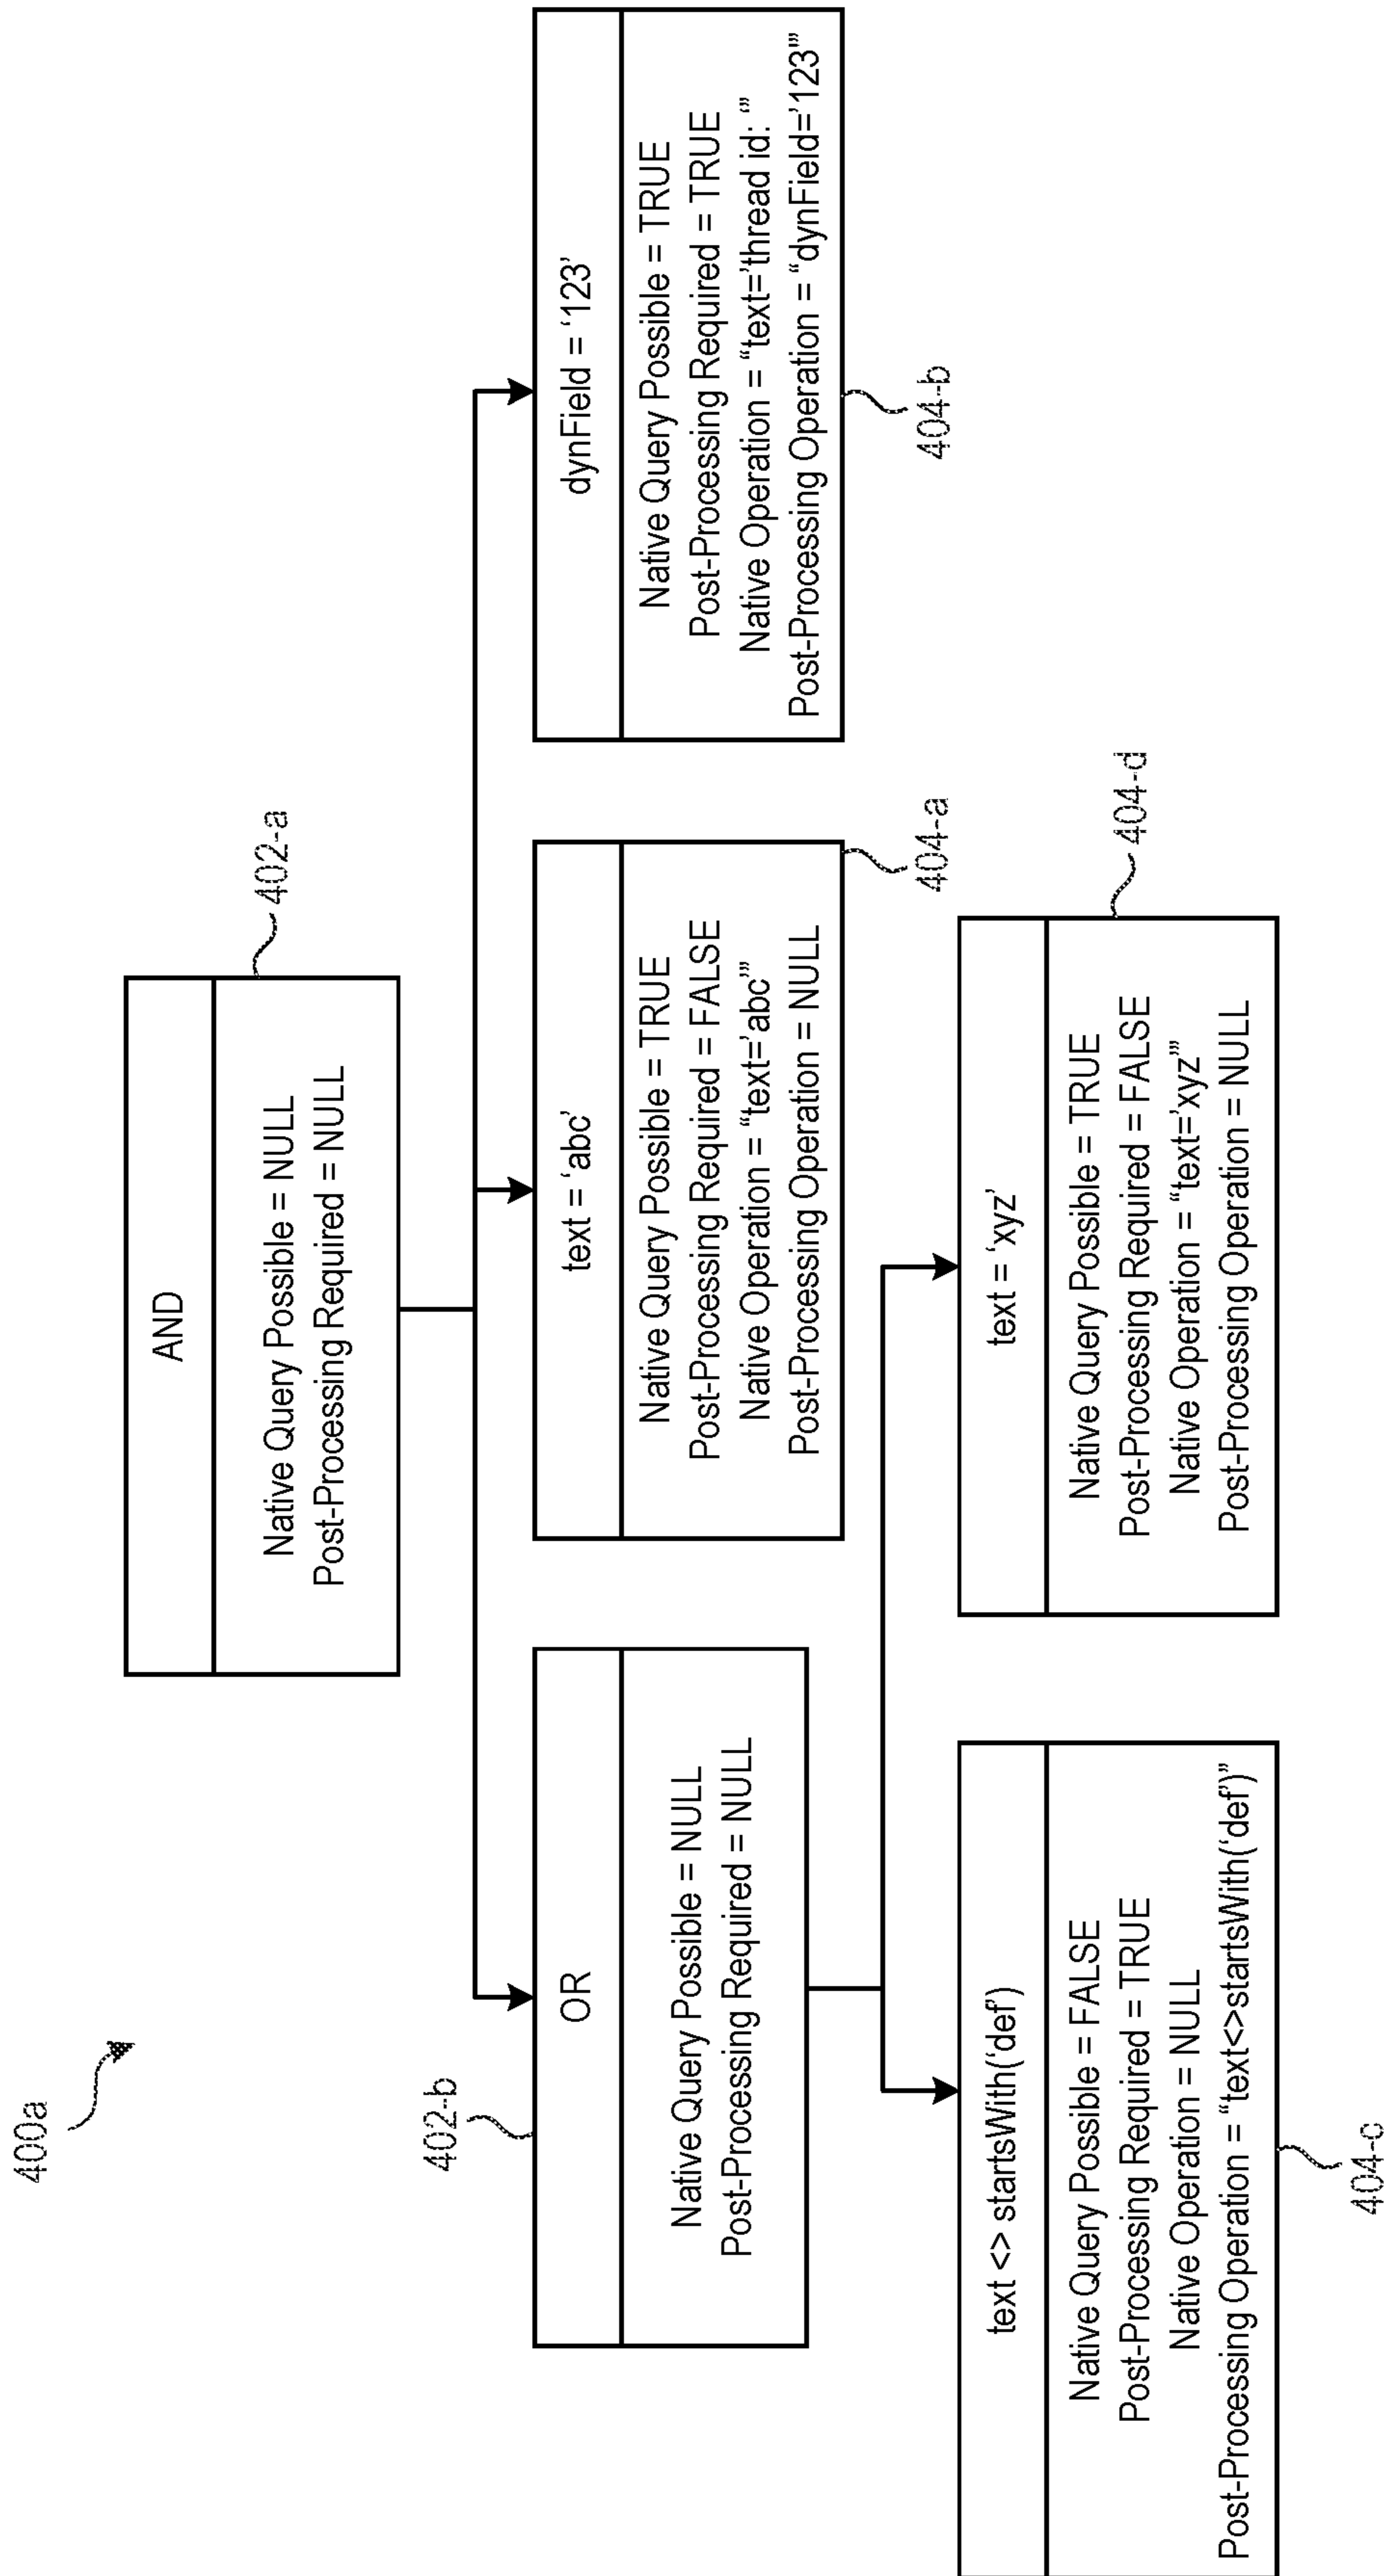 400a
AND
Native Query Possible = NULL
Post-Processing Required = NULL
402-a
402-b
OR
Native Query Possible = NULL
Post-Processing Required = NULL
text = ‘abc’
Native Query Possible = TRUE
Post-Processing Required = FALSE
Native Operation = “text=’abc’”
Post-Processing Operation = NULL
404-a
dynField = ‘123’
Native Query Possible = TRUE
Post-Processing Required = TRUE
Native Operation = “text=’thread id: ‘”
Post-Processing Operation = “dynField=’123’”
404-b
text <> startsWith(‘def’)
Native Query Possible = FALSE
Post-Processing Required = TRUE
Native Operation = NULL
Post-Processing Operation = “text<>startsWith(‘def’)”
404-c
text = ‘xyz’
Native Query Possible = TRUE
Post-Processing Required = FALSE
Native Operation = “text=’xyz’”
Post-Processing Operation = NULL
404-d